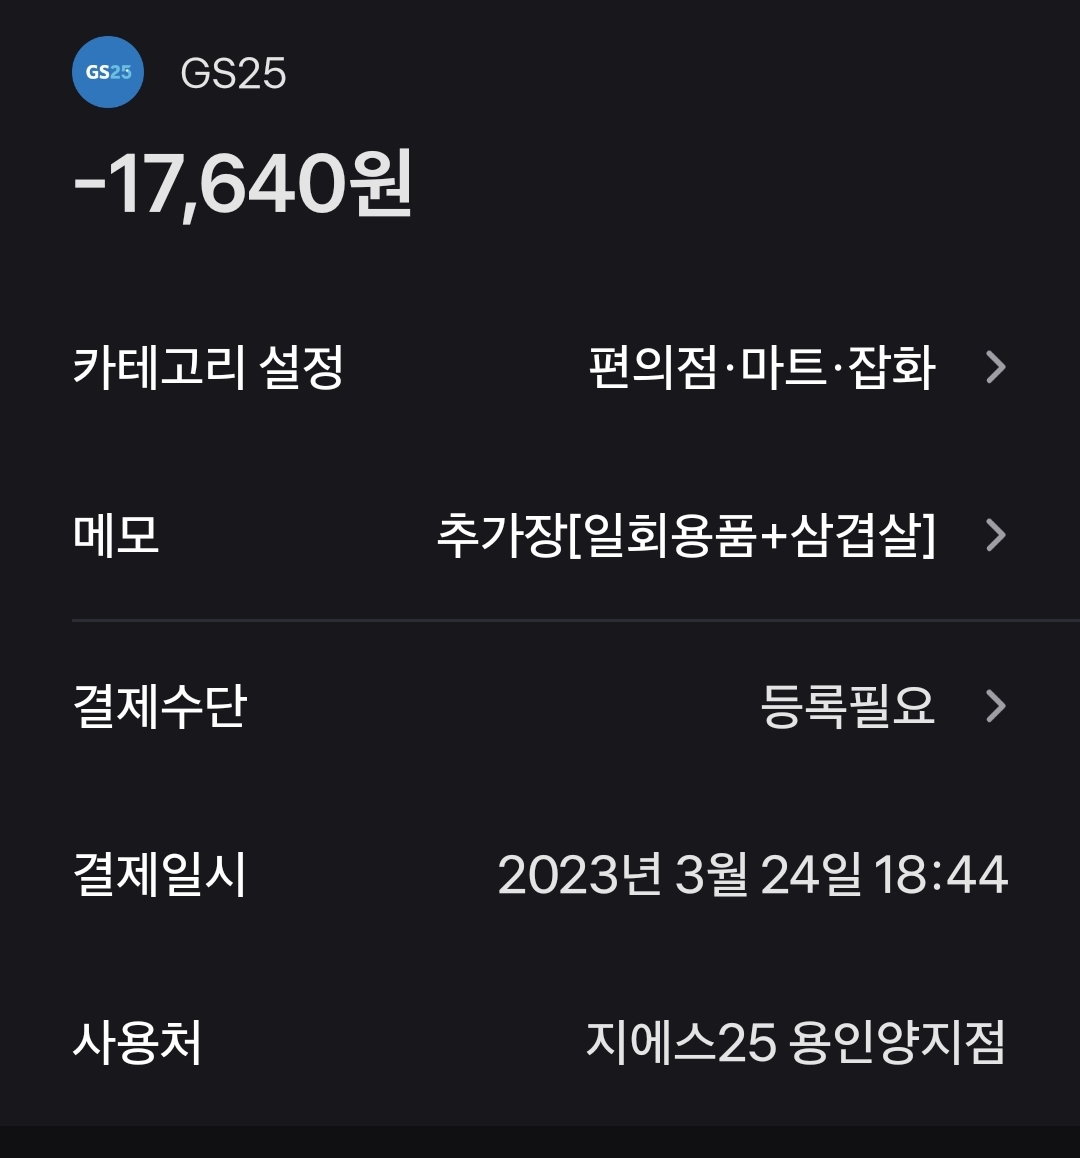 GS25 GS25
-17,640원
카테고리 설정 편의점·마트·잡화
메모 추가장[일회용품+삼겹살]
결제수단 등록필요
결제일시 2023년 3월 24일 18:44
사용처 지에스25 용인양지점